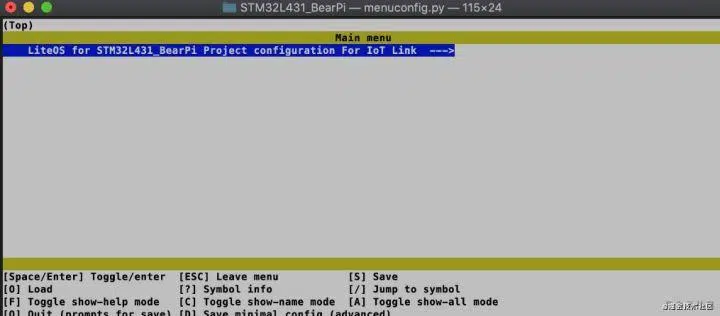 STM32L431_BearPi — menuconfig.py — 115×24
(Top)
Main menu
LiteOS for STM32L431_BearPi Project configuration For IoT Link  --->
[Space/Enter] Toggle/enter  [ESC] Leave menu  [S] Save
[O] Load  [?] Symbol info  [/] Jump to symbol
[F] Toggle show-help mode  [C] Toggle show-name mode  [A] Toggle show-all mode
[Q] Quit (prompts for save)  [D] Save minimal config (advanced)